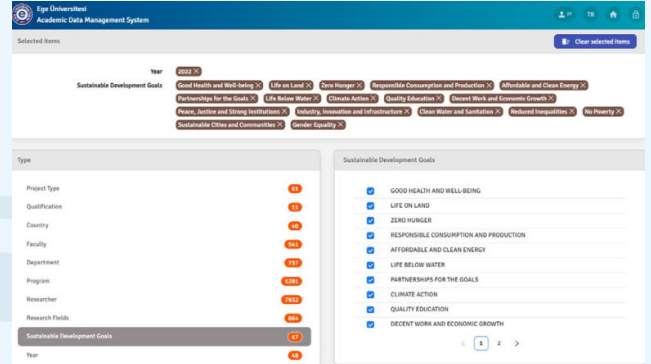 Ege Üniversitesi
Academic Data Management System
TR
Selected Items
Clear selected items
Year
2022 ×
Sustainable Development Goals
Good Health and Well-being × Life on Land × Zero Hunger × Responsible Consumption and Production × Affordable and Clean Energy ×
Partnerships for the Goals × Life Below Water × Climate Action × Quality Education × Decent Work and Economic Growth ×
Peace, Justice and Strong Institutions × Industry, Innovation and Infrastructure × Clean Water and Sanitation × Reduced Inequalities × No Poverty ×
Sustainable Cities and Communities × Gender Equality ×
Type
Project Type 61
Qualification 11
Country 40
Faculty 541
Department 737
Program 1281
Researcher 7932
Research Fields 664
Sustainable Development Goals 17
Year 48
Sustainable Development Goals
GOOD HEALTH AND WELL-BEING
LIFE ON LAND
ZERO HUNGER
RESPONSIBLE CONSUMPTION AND PRODUCTION
AFFORDABLE AND CLEAN ENERGY
LIFE BELOW WATER
PARTNERSHIPS FOR THE GOALS
CLIMATE ACTION
QUALITY EDUCATION
DECENT WORK AND ECONOMIC GROWTH
< 1 2 >